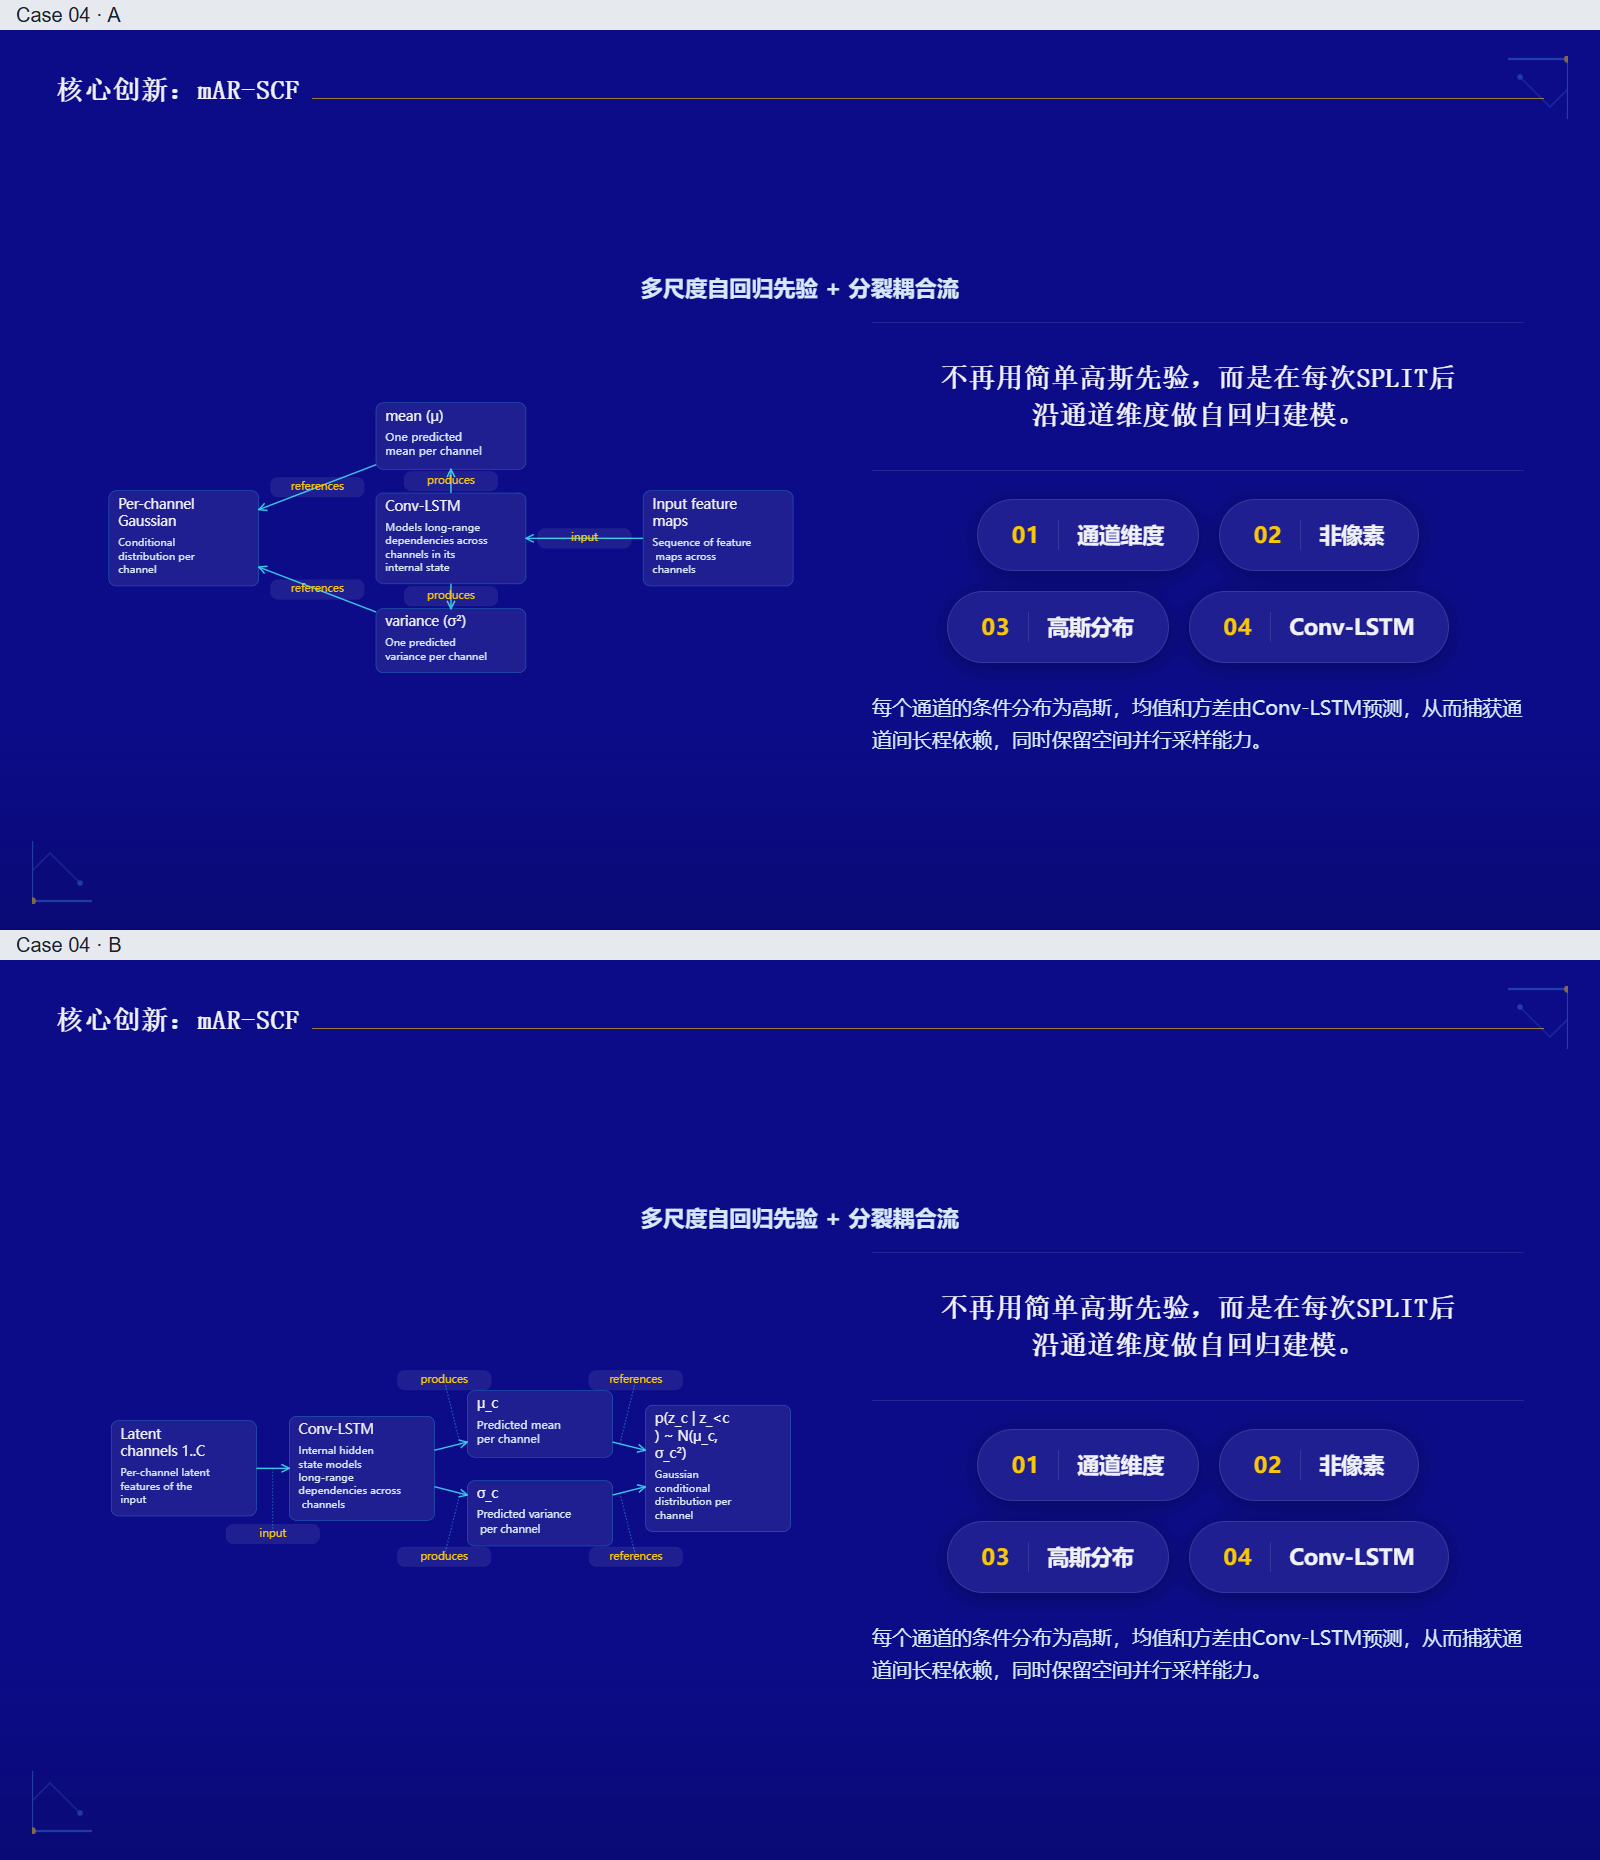 Case 04 · A
核心创新：mAR-SCF
多尺度自回归先验 + 分裂耦合流
mean (μ)
One predicted
mean per channel
references
produces
Per-channel
Gaussian
Conditional
distribution per
channel
Conv-LSTM
Models long-range
dependencies across
channels in its
internal state
input
Input feature
maps
Sequence of feature
maps across
channels
references
produces
variance (σ²)
One predicted
variance per channel
不再用简单高斯先验，而是在每次SPLIT后
沿通道维度做自回归建模。
01 通道维度
02 非像素
03 高斯分布
04 Conv-LSTM
每个通道的条件分布为高斯，均值和方差由Conv-LSTM预测，从而捕获通
道间长程依赖，同时保留空间并行采样能力。
Case 04 · B
核心创新：mAR-SCF
多尺度自回归先验 + 分裂耦合流
produces
references
Latent
channels 1..C
Per-channel latent
features of the
input
Conv-LSTM
Internal hidden
state models
long-range
dependencies across
channels
μ_c
Predicted mean
per channel
σ_c
Predicted variance
per channel
p(z_c | z_<c
) ~ N(μ_c,
σ_c²)
Gaussian
conditional
distribution per
channel
input
produces
references
不再用简单高斯先验，而是在每次SPLIT后
沿通道维度做自回归建模。
01 通道维度
02 非像素
03 高斯分布
04 Conv-LSTM
每个通道的条件分布为高斯，均值和方差由Conv-LSTM预测，从而捕获通
道间长程依赖，同时保留空间并行采样能力。